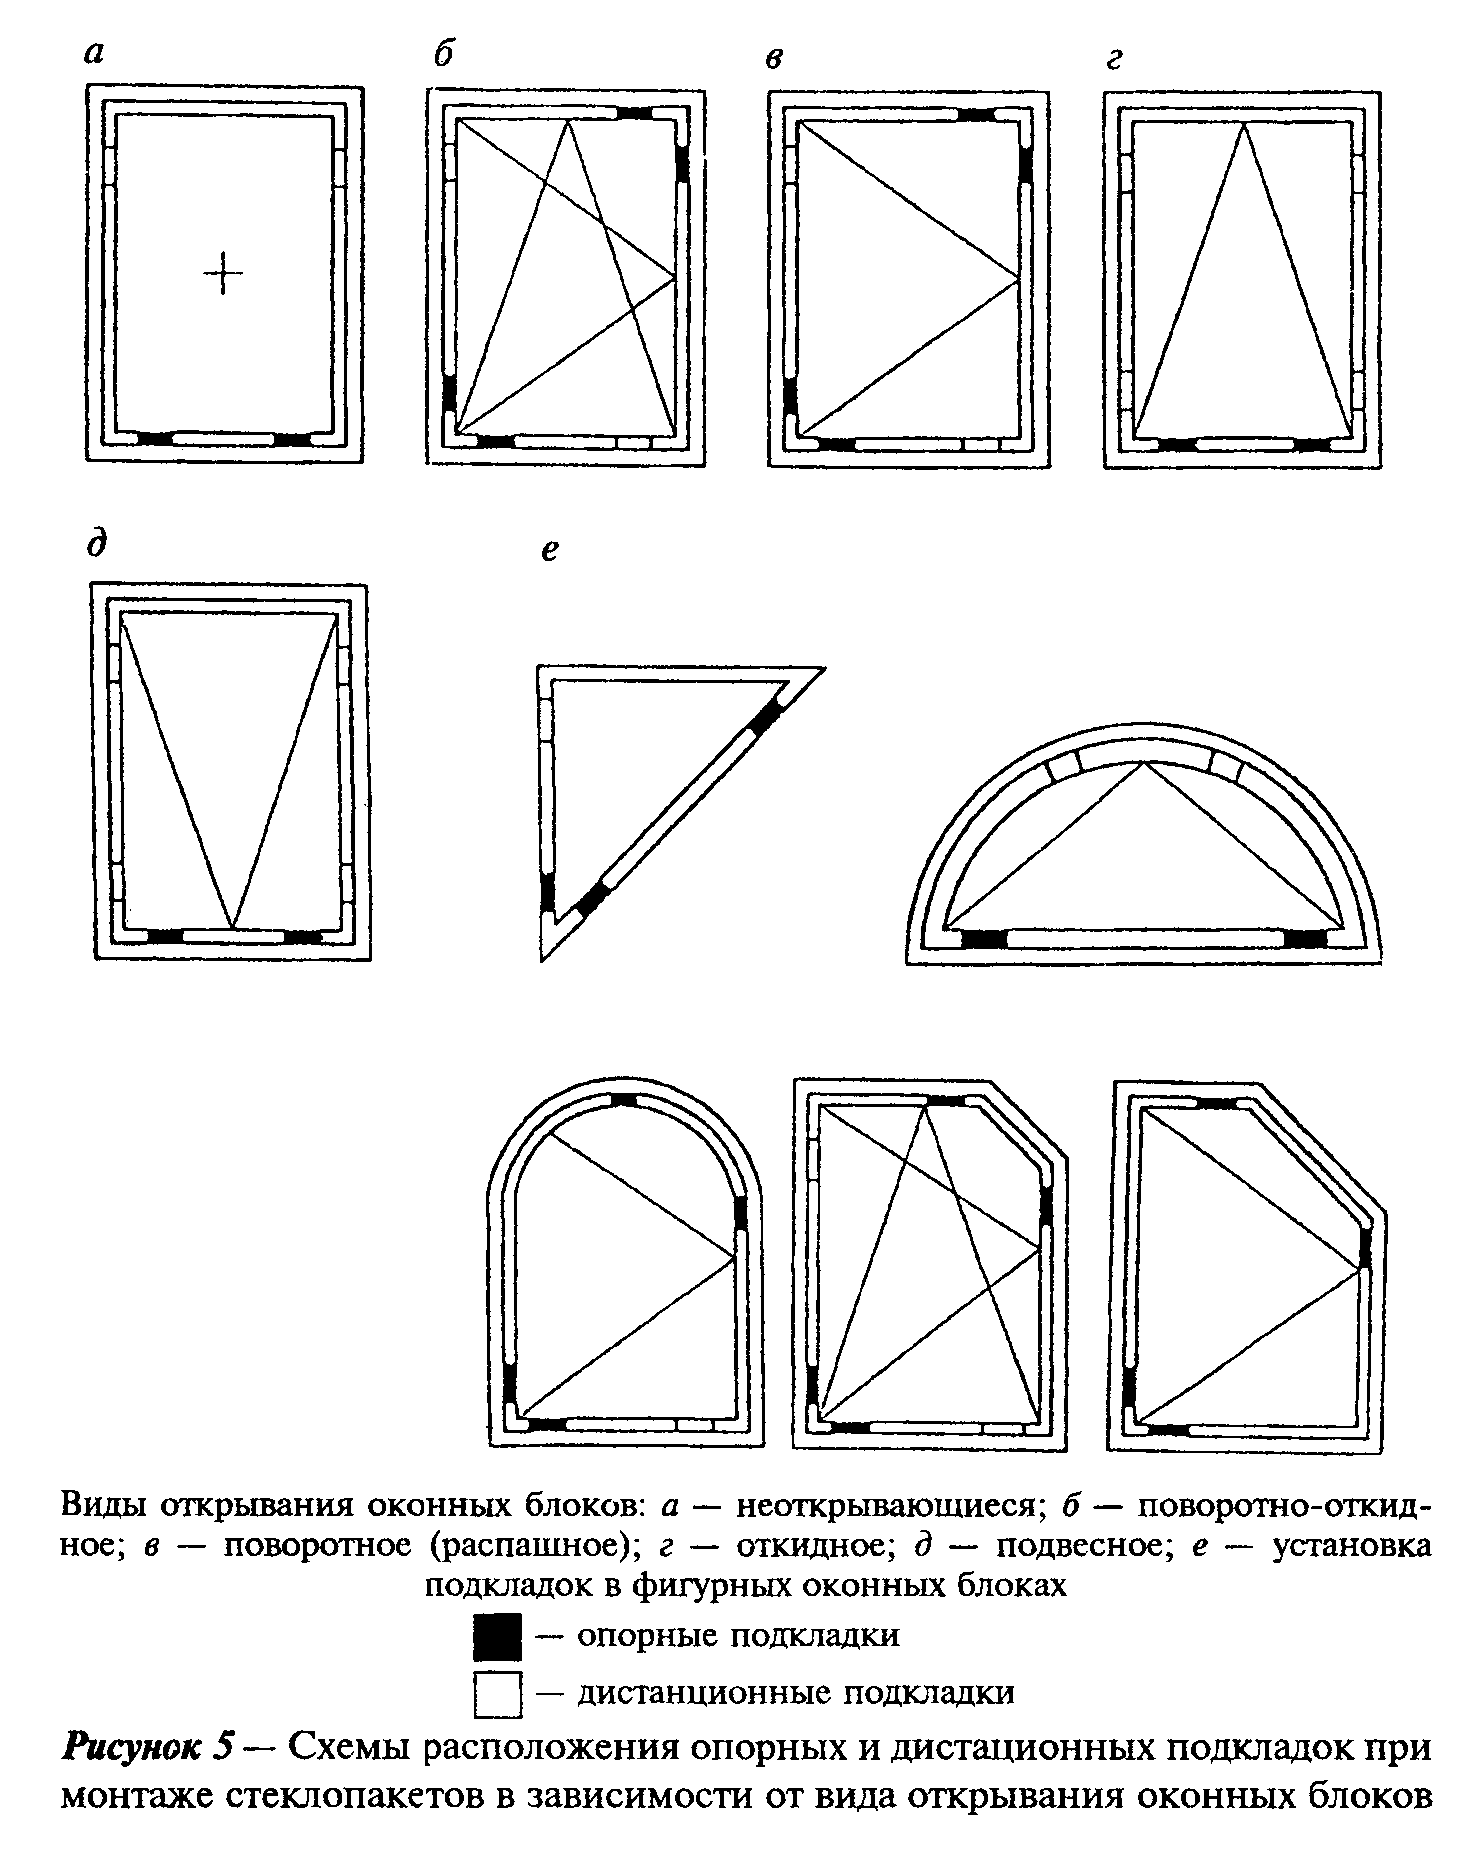 а
б
в
г
д
е
Виды открывания оконных блоков: а — неоткрывающиеся; б — поворотно-откид-
ное; в — поворотное (распашное); г — откидное; д — подвесное; е — установка
подкладок в фигурных оконных блоках
— опорные подкладки
— дистанционные подкладки
Рисунок 5 — Схемы расположения опорных и дистационных подкладок при
монтаже стеклопакетов в зависимости от вида открывания оконных блоков